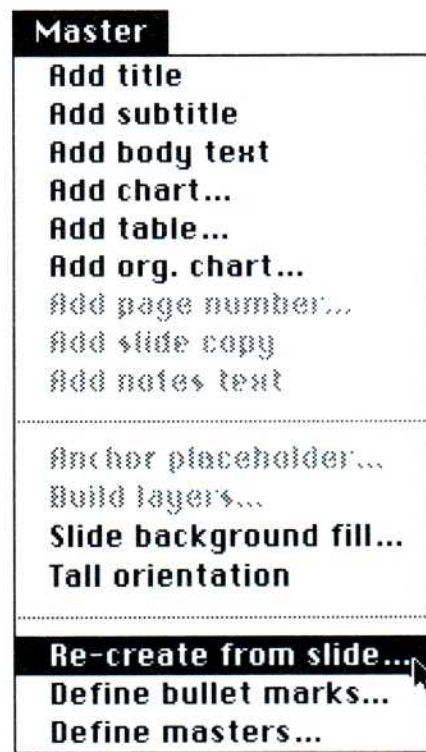 Master
Add title
Add subtitle
Add body text
Add chart...
Add table...
Add org. chart...
Add page number...
Add slide copy
Add notes text
Anchor placeholder...
Build layers...
Slide background fill...
Tall orientation
Re-create from slide...
Define bullet marks...
Define masters...